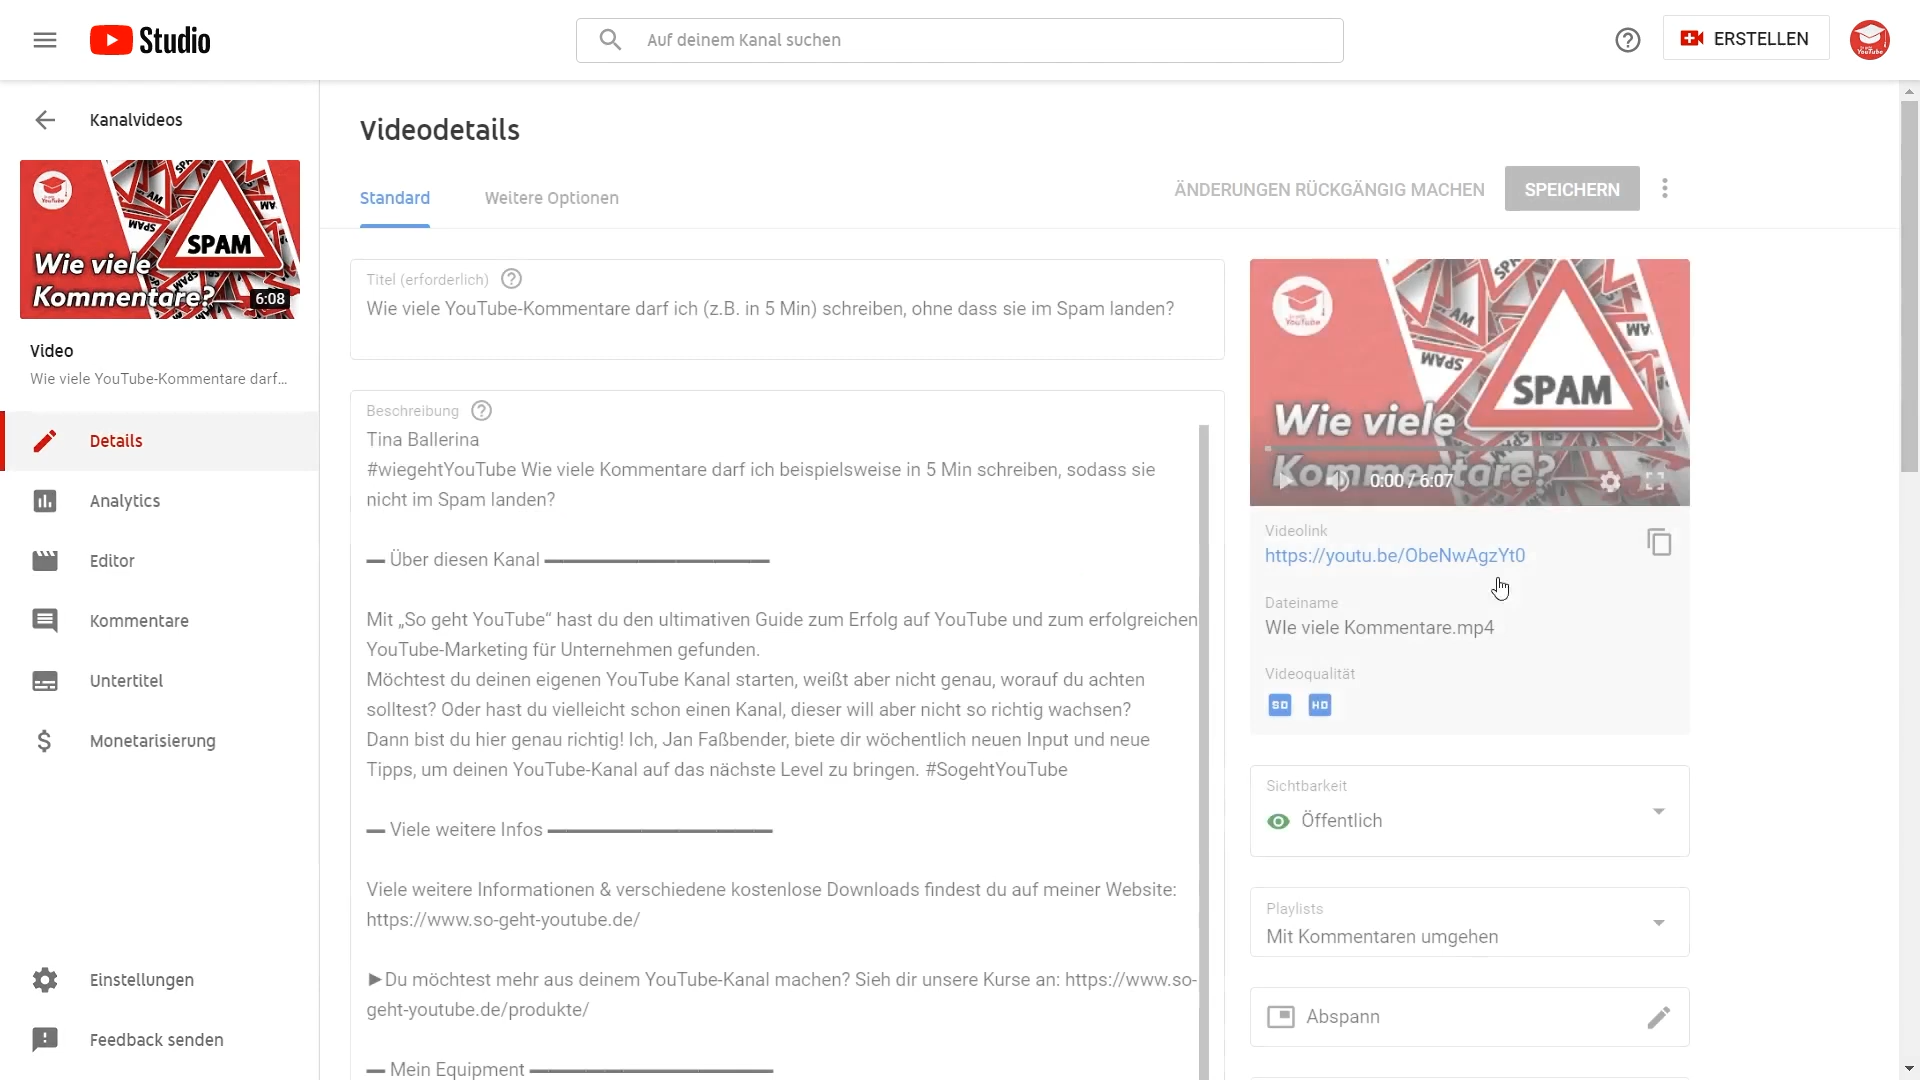 Studio
Auf deinem Kanal suchen
ERSTELLEN
Kanalvideos
Videodetails
Standard
Weitere Optionen
ÄNDERUNGEN RÜCKGÄNGIG MACHEN
SPEICHERN
SPAM
Wie viele
Kommentare?
6:08
Video
Wie viele YouTube-Kommentare darf...
Details
Analytics
Editor
Kommentare
Untertitel
Monetarisierung
Einstellungen
Feedback senden
Titel (erforderlich)
Wie viele YouTube-Kommentare darf ich (z.B. in 5 Min) schreiben, ohne dass sie im Spam landen?
Beschreibung
Tina Ballerina
#wiegehtYouTube Wie viele Kommentare darf ich beispielsweise in 5 Min schreiben, sodass sie
nicht im Spam landen?
▬ Über diesen Kanal ▬▬▬▬▬▬▬▬▬▬▬▬
Mit „So geht YouTube“ hast du den ultimativen Guide zum Erfolg auf YouTube und zum erfolgreichen
YouTube-Marketing für Unternehmen gefunden.
Möchtest du deinen eigenen YouTube Kanal starten, weißt aber nicht genau, worauf du achten
solltest? Oder hast du vielleicht schon einen Kanal, dieser will aber nicht so richtig wachsen?
Dann bist du hier genau richtig! Ich, Jan Faßbender, biete dir wöchentlich neuen Input und neue
Tipps, um deinen YouTube-Kanal auf das nächste Level zu bringen. #SogehtYouTube
▬ Viele weitere Infos ▬▬▬▬▬▬▬▬▬▬▬▬
Viele weitere Informationen & verschiedene kostenlose Downloads findest du auf meiner Website:
https://www.so-geht-youtube.de/
►Du möchtest mehr aus deinem YouTube-Kanal machen? Sieh dir unsere Kurse an: https://www.so-
geht-youtube.de/produkte/
▬ Mein Equipment ▬▬▬▬▬▬▬▬▬▬▬▬▬
YouTube
SPAM
SPAM
Wie viele
Kommentare?
0:00 / 6:07
Videolink
https://youtu.be/ObeNwAgzYt0
Dateiname
WIe viele Kommentare.mp4
Videoqualität
SD HD
Sichtbarkeit
Öffentlich
Playlists
Mit Kommentaren umgehen
Abspann